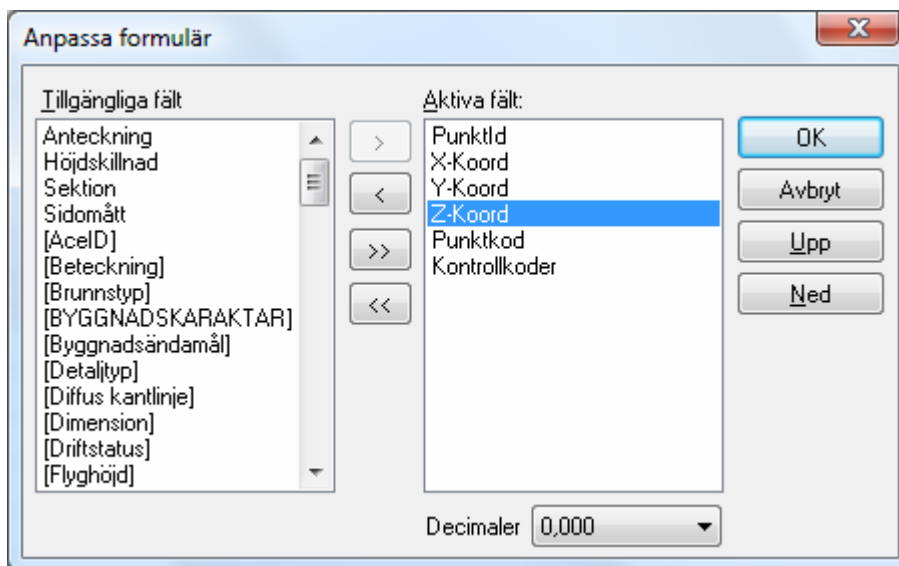 Anpassa formulär
Tillgängliga fält
Anteckning
Höjdskillnad
Sektion
Sidomått
[AceID]
[Beteckning]
[Brunnstyp]
[BYGGNADSKARAKTAR]
[Byggnadsändamål]
[Detaljtyp]
[Diffus kantlinje]
[Dimension]
[Driftstatus]
[Flyghöjd]
>
<
>>
<<
Aktiva fält:
PunktId
X-Koord
Y-Koord
Z-Koord
Punktkod
Kontrollkoder
Decimaler 0,000
OK
Avbryt
Upp
Ned